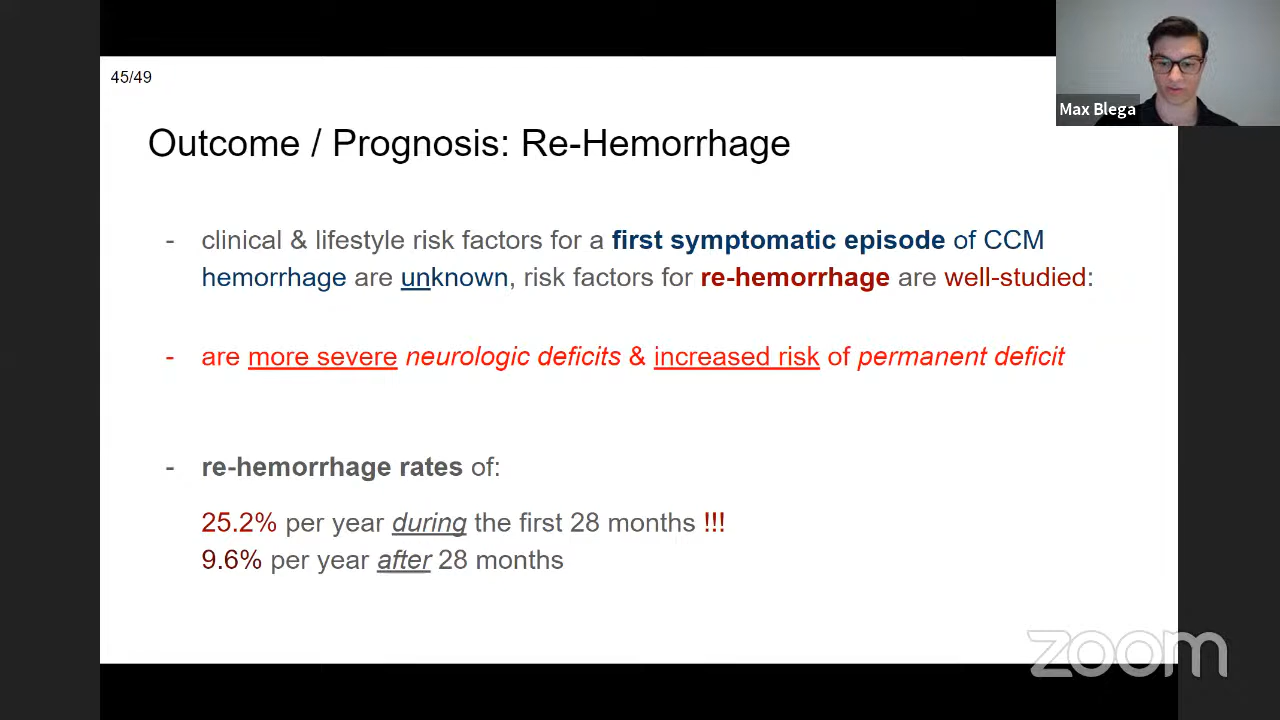 45/49
Max Blega
Outcome / Prognosis: Re-Hemorrhage
- clinical & lifestyle risk factors for a first symptomatic episode of CCM
hemorrhage are unknown, risk factors for re-hemorrhage are well-studied:
- are more severe neurologic deficits & increased risk of permanent deficit
- re-hemorrhage rates of:
25.2% per year during the first 28 months !!!
9.6% per year after 28 months
zoom